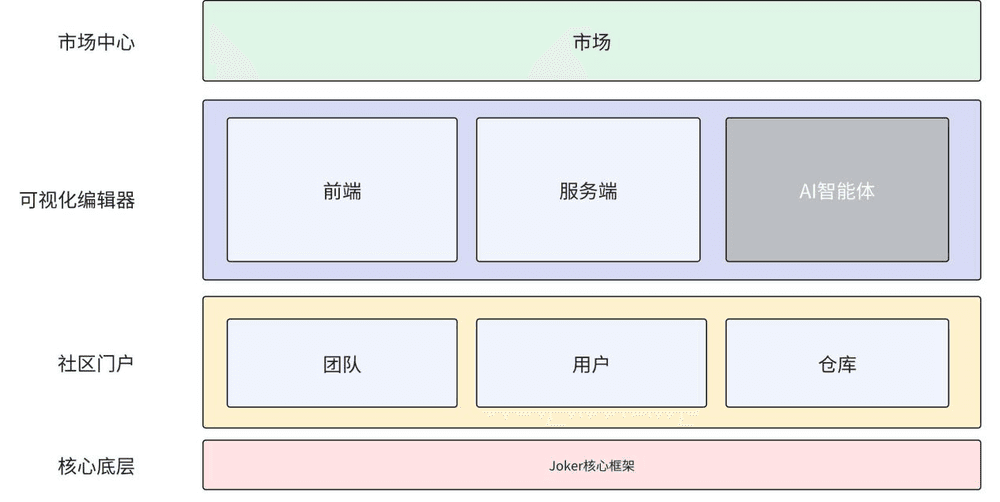 市场中心
市场
可视化编辑器
前端
服务端
AI智能体
社区门户
团队
用户
仓库
核心底层
Joker核心框架